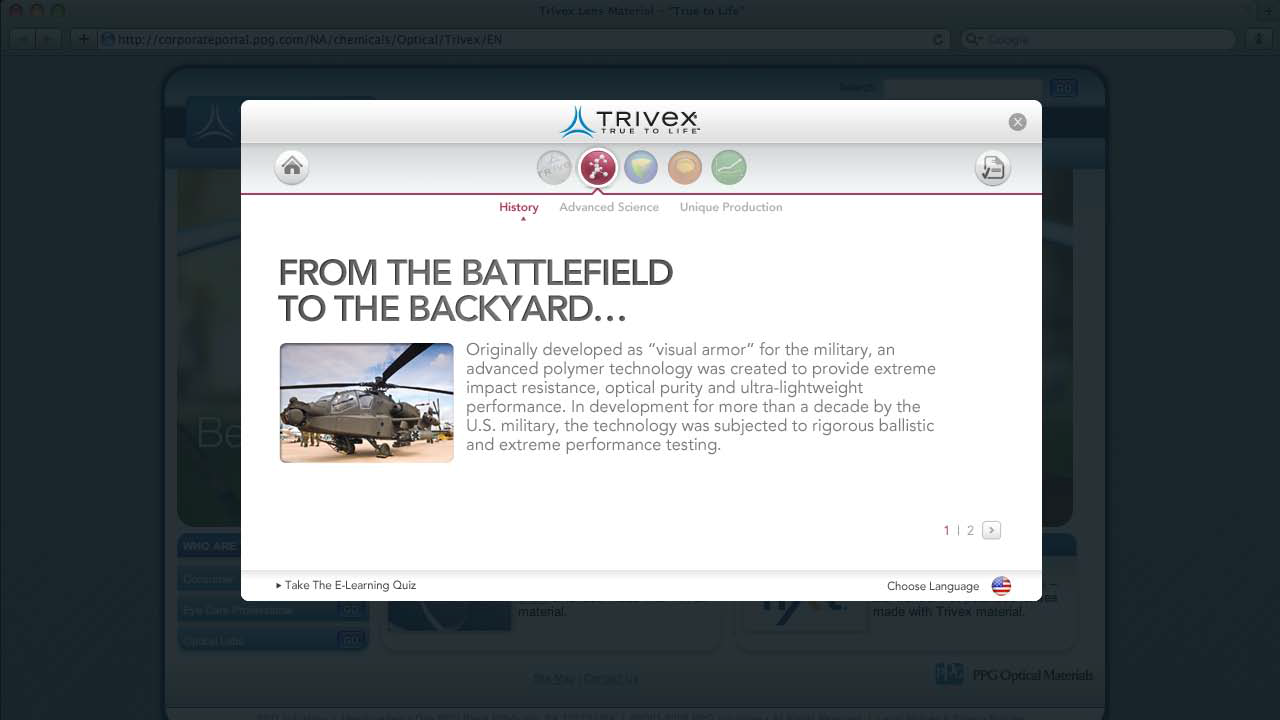 Trivex Lens Material – "True to Life"
http://corporateportal.ppg.com/NA/chemicals/Optical/Trivex/EN
Google
Search
GO
TRIVEX
TRUE TO LIFE™
History
Advanced Science
Unique Production
FROM THE BATTLEFIELD
TO THE BACKYARD...
Originally developed as “visual armor” for the military, an
advanced polymer technology was created to provide extreme
impact resistance, optical purity and ultra-lightweight
performance. In development for more than a decade by the
U.S. military, the technology was subjected to rigorous ballistic
and extreme performance testing.
Be
1 | 2
WHO ARE
Consumer
Take The E-Learning Quiz
Choose Language
Eye Care Professional GO
Optical Labs GO
material.
made with Trivex material.
Site Map | Contact Us
PPG PPG Optical Materials